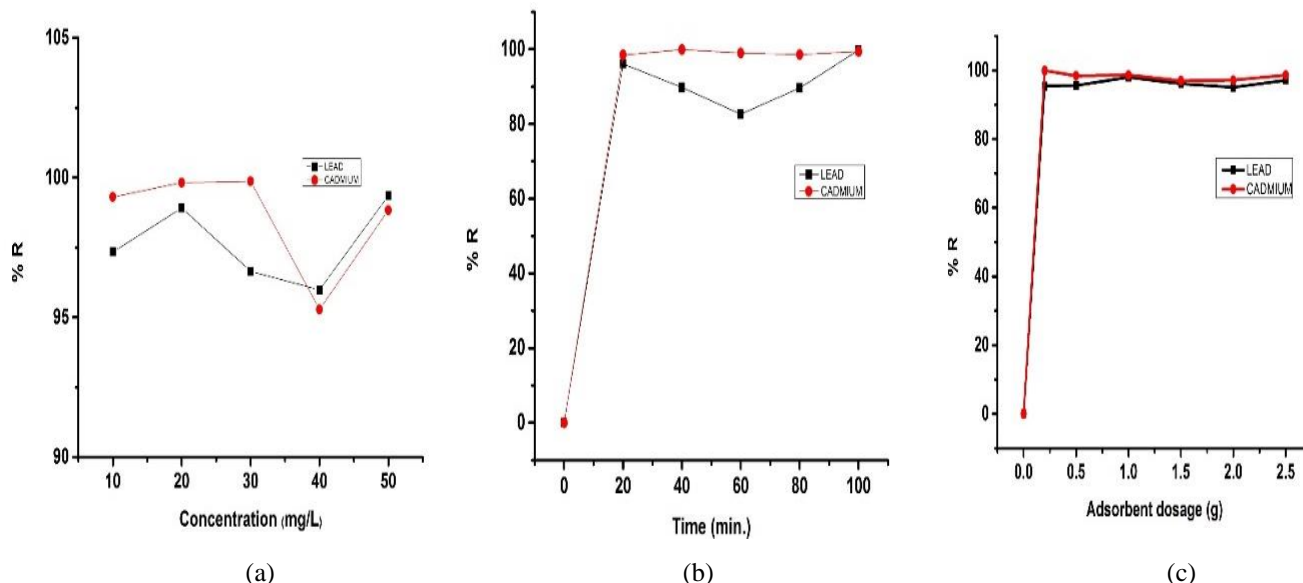 105
100
95
90
% R
LEAD
CADMIUM
10 20 30 40 50
Concentration (mg/L)
(a)
100
80
60
40
20
0
% R
LEAD
CADMIUM
0 20 40 60 80 100
Time (min.)
(b)
100
80
60
40
20
0
% R
LEAD
CADMIUM
0.0 0.5 1.0 1.5 2.0 2.5
Adsorbent dosage (g)
(c)